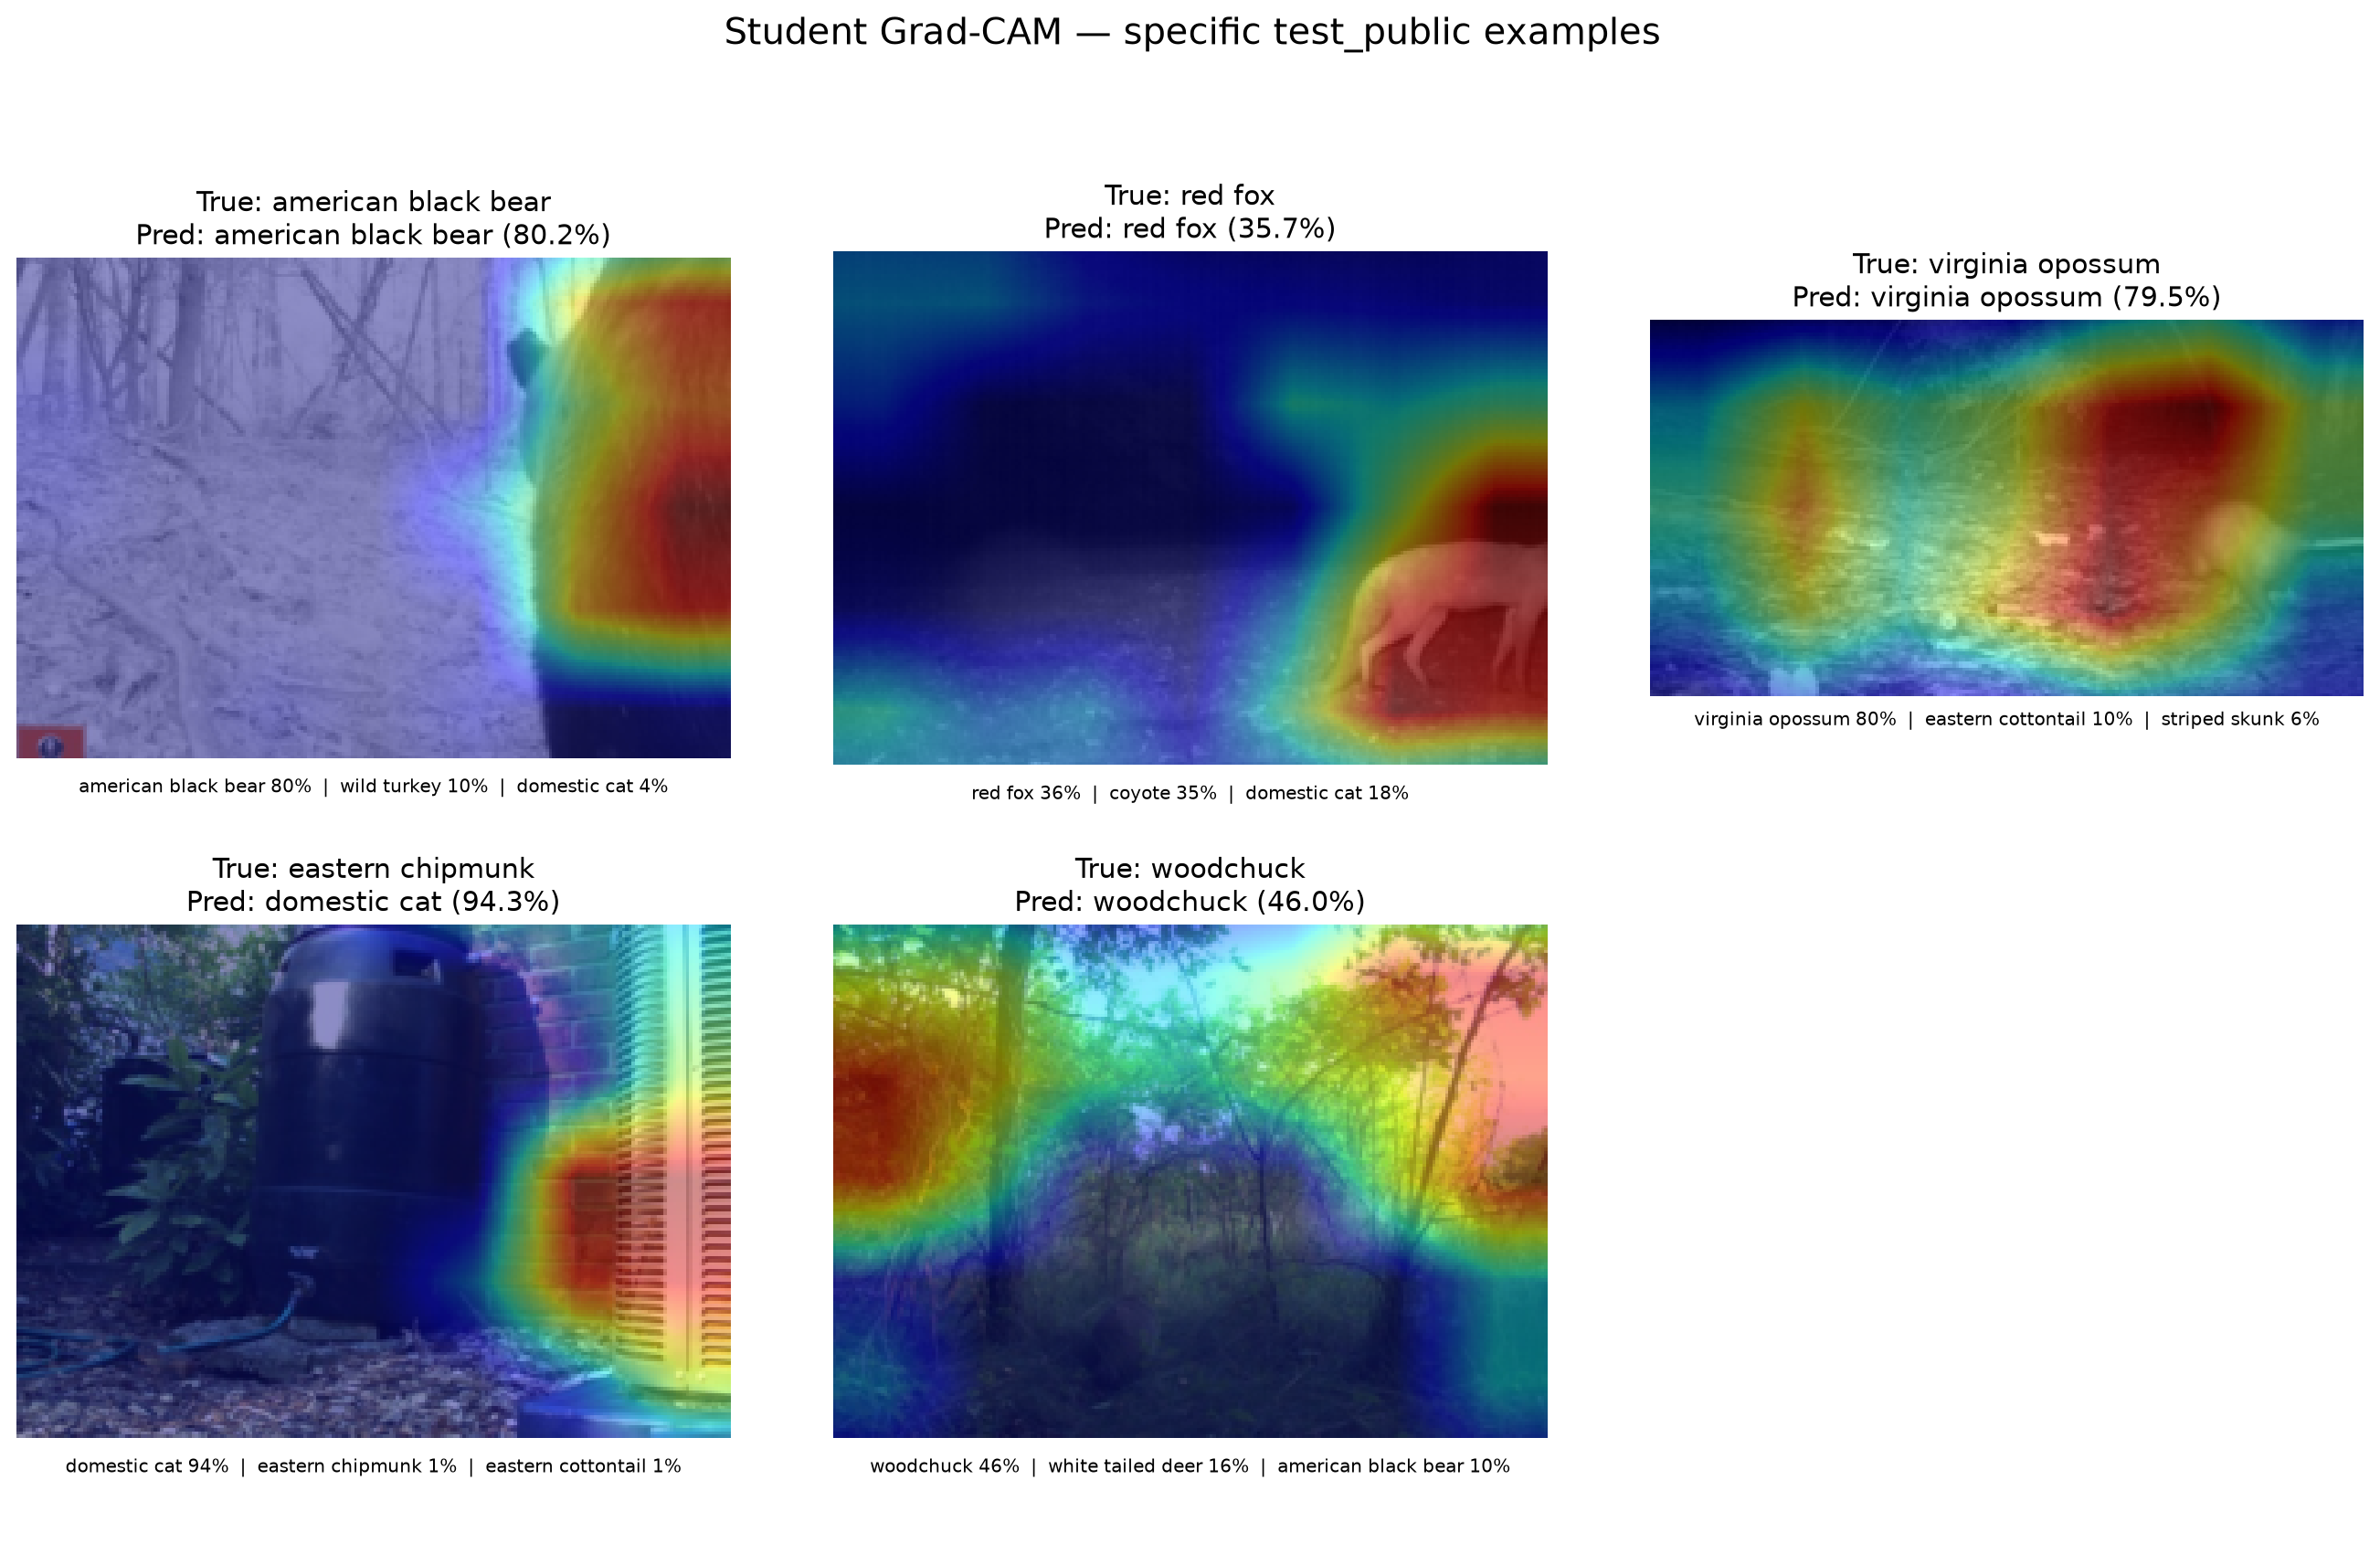 Student Grad-CAM — specific test_public examples
True: american black bear
Pred: american black bear (80.2%)
american black bear 80% | wild turkey 10% | domestic cat 4%
True: red fox
Pred: red fox (35.7%)
red fox 36% | coyote 35% | domestic cat 18%
True: virginia opossum
Pred: virginia opossum (79.5%)
virginia opossum 80% | eastern cottontail 10% | striped skunk 6%
True: eastern chipmunk
Pred: domestic cat (94.3%)
domestic cat 94% | eastern chipmunk 1% | eastern cottontail 1%
True: woodchuck
Pred: woodchuck (46.0%)
woodchuck 46% | white tailed deer 16% | american black bear 10%